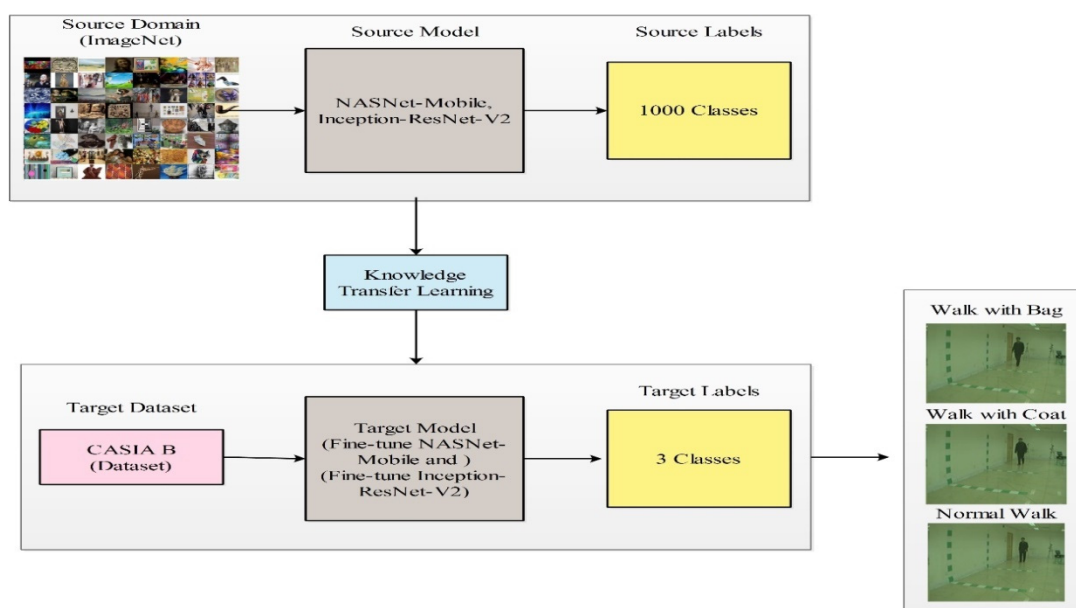 Source Domain
(ImageNet)
Source Model
Source Labels
NASNet-Mobile,
Inception-ResNet-V2
1000 Classes
Knowledge
Transfer Learning
Target Dataset
CASIA B
(Dataset)
Target Model
(Fine-tune NASNet-
Mobile and )
(Fine-tune Inception-
ResNet-V2)
Target Labels
3 Classes
Walk with Bag
Walk with Coat
Normal Walk